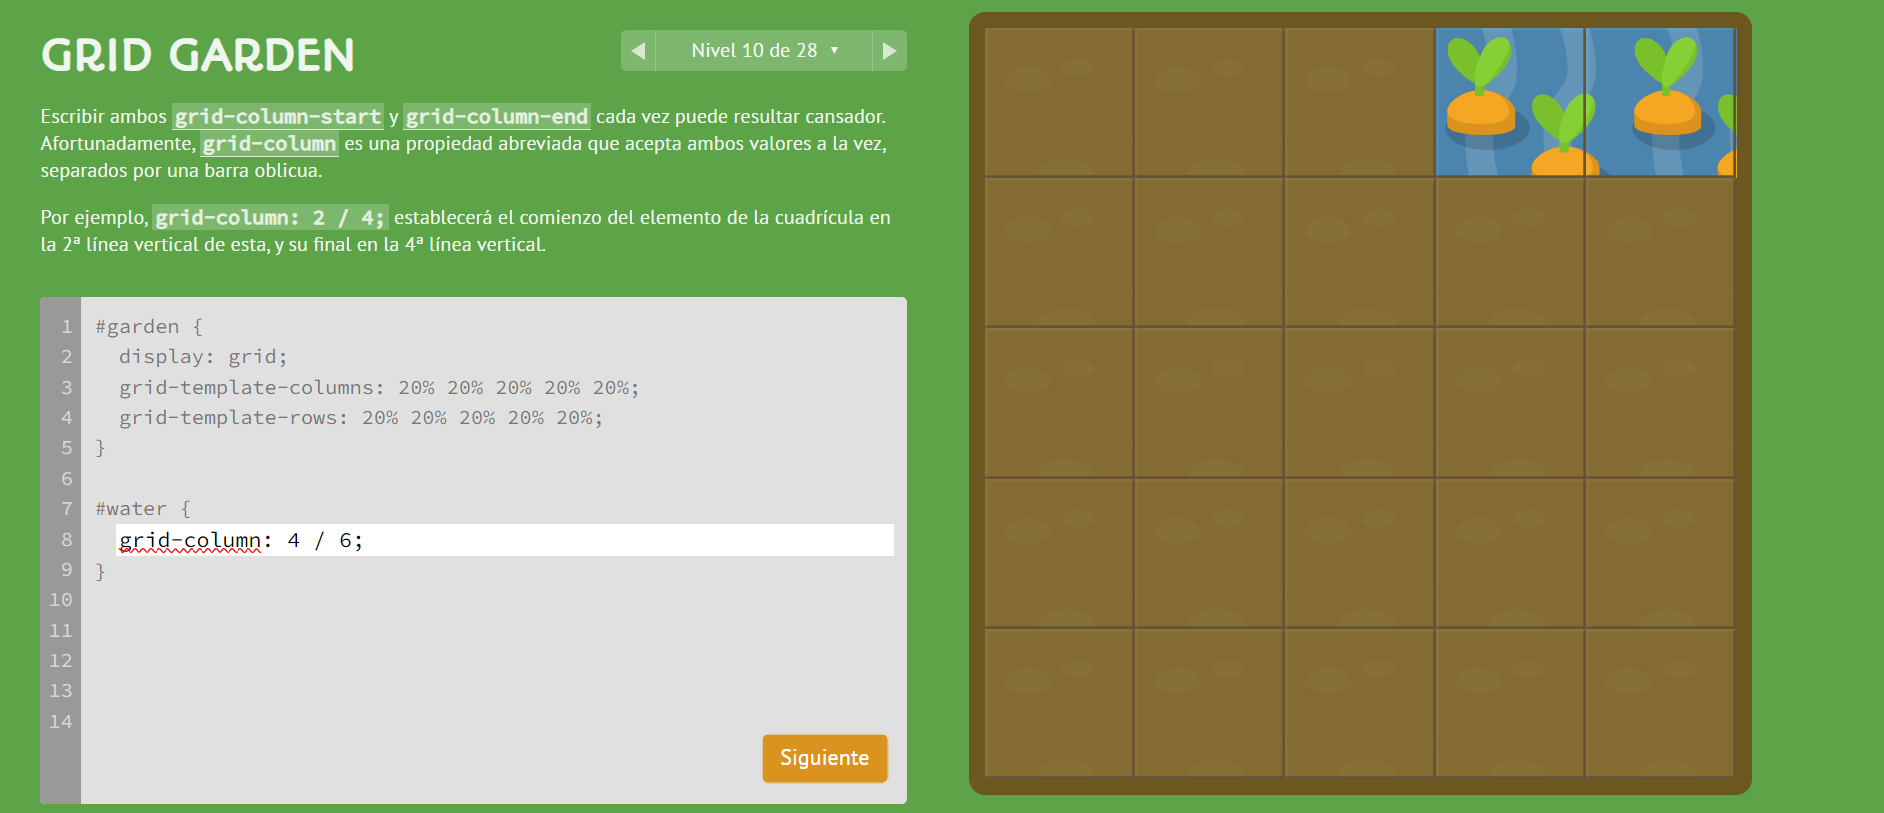 GRID GARDEN
Nivel 10 de 28 ▼
Escribir ambos grid-column-start y grid-column-end cada vez puede resultar cansador.
Afortunadamente, grid-column es una propiedad abreviada que acepta ambos valores a la vez,
separados por una barra oblicua.
Por ejemplo, grid-column: 2 / 4; establecerá el comienzo del elemento de la cuadrícula en
la 2ª línea vertical de esta, y su final en la 4ª línea vertical.
1 #garden {
2 display: grid;
3 grid-template-columns: 20% 20% 20% 20% 20%;
4 grid-template-rows: 20% 20% 20% 20% 20%;
5 }
6
7 #water {
8 grid-column: 4 / 6;
9 }
10
11
12
13
14
Siguiente